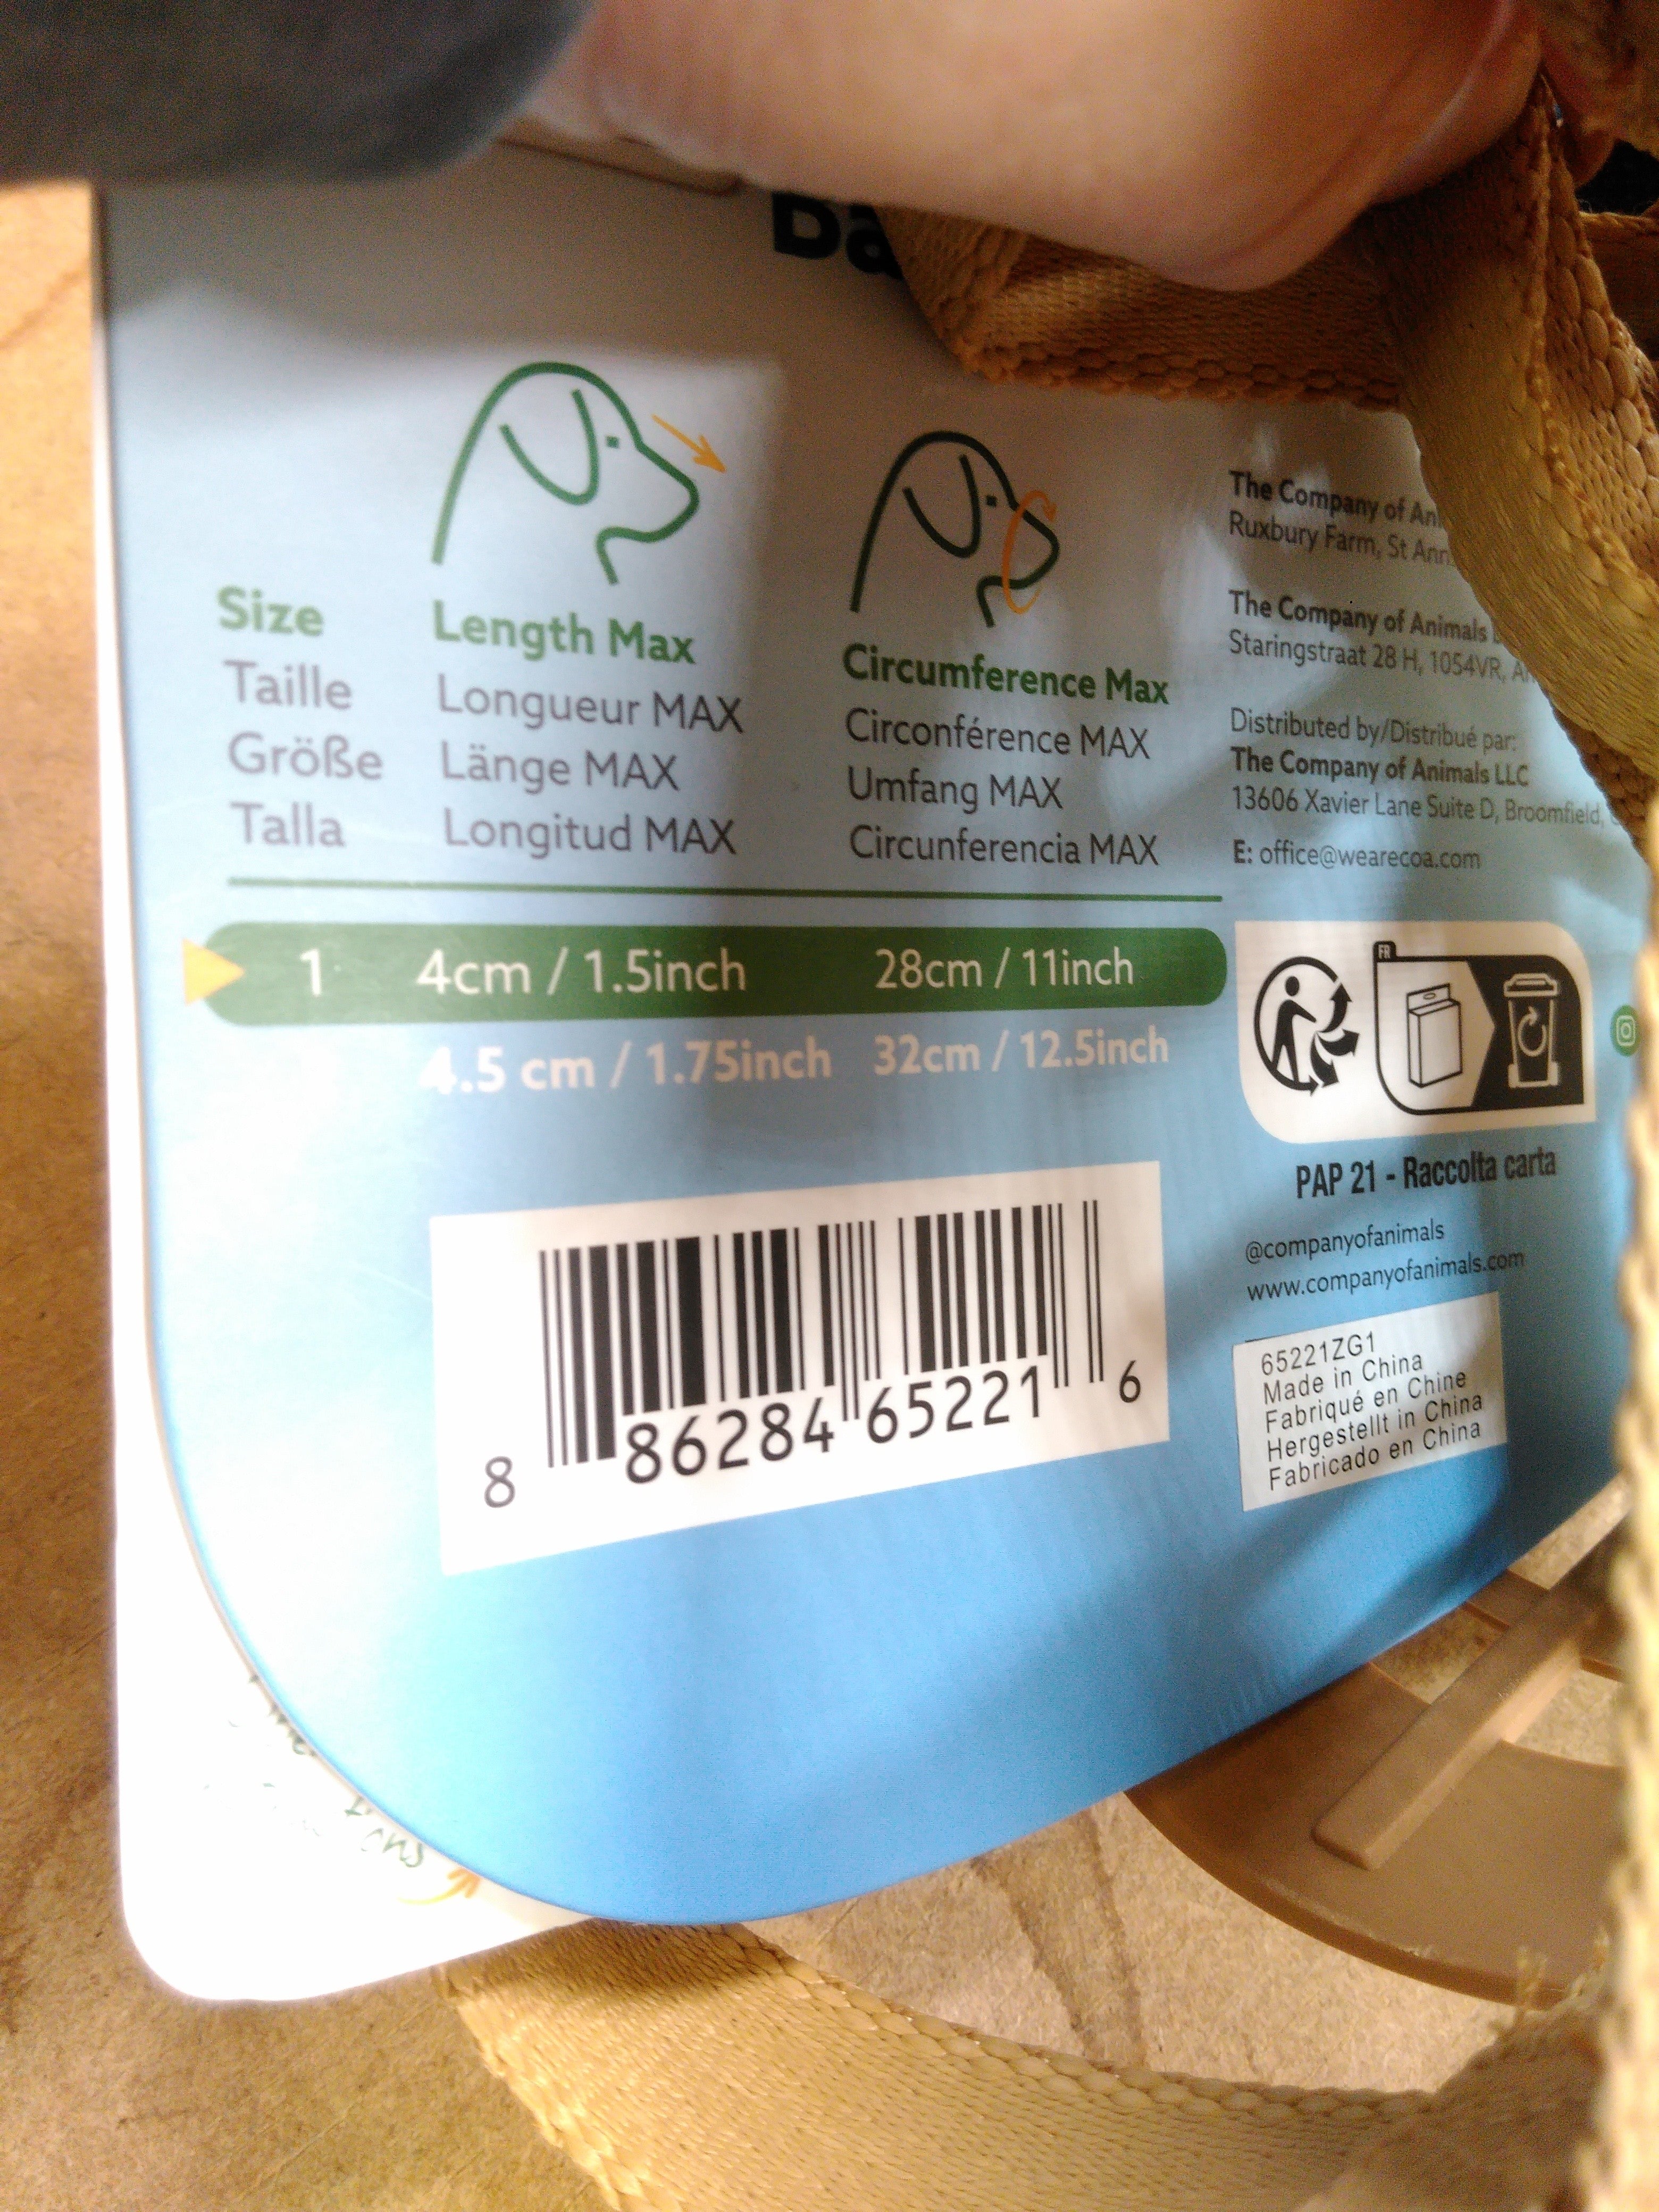 Size
Taille
Größe
Talla
Length Max
Longueur MAX
Länge MAX
Longitud MAX
Circumference Max
Circonférence MAX
Umfang MAX
Circunferencia MAX
1 4cm / 1.5inch 28cm / 11inch
4.5 cm / 1.75inch 32cm / 12.5inch
8 86284 65221 6
The Company of
Ruxbury Farm, St
The Company of Animals
Staringstraat 28 H, 1054VR,
Distributed by/Distribué par:
The Company of Animals LLC
13606 Xavier Lane Suite D, Broomfield,
E: office@wearecoa.com
FR
PAP 21 - Raccolta carta
@companyofanimals
www.companyofanimals.com
65221ZG1
Made in China
Fabriqué en Chine
Hergestellt in China
Fabricado en China